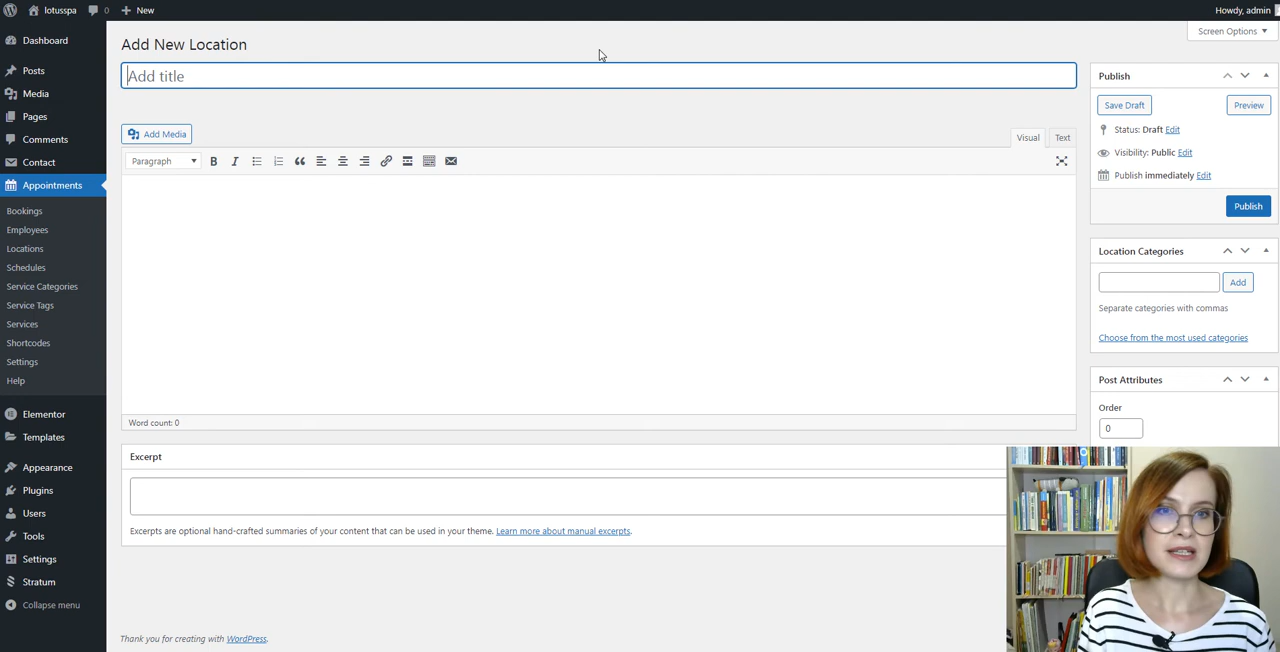 lotusspa
0
New
Howdy, admin
Dashboard
Posts
Media
Pages
Comments
Contact
Appointments
Bookings
Employees
Locations
Schedules
Service Categories
Service Tags
Services
Shortcodes
Settings
Help
Elementor
Templates
Appearance
Plugins
Users
Tools
Settings
Stratum
Collapse menu
Screen Options
Add New Location
Add title
Add Media
Visual
Text
Paragraph
B
I
Word count: 0
Excerpt
Excerpts are optional hand-crafted summaries of your content that can be used in your theme. Learn more about manual excerpts.
Thank you for creating with WordPress.
Publish
Save Draft
Preview
Status: Draft Edit
Visibility: Public Edit
Publish immediately Edit
Publish
Location Categories
Add
Separate categories with commas
Choose from the most used categories
Post Attributes
Order
0